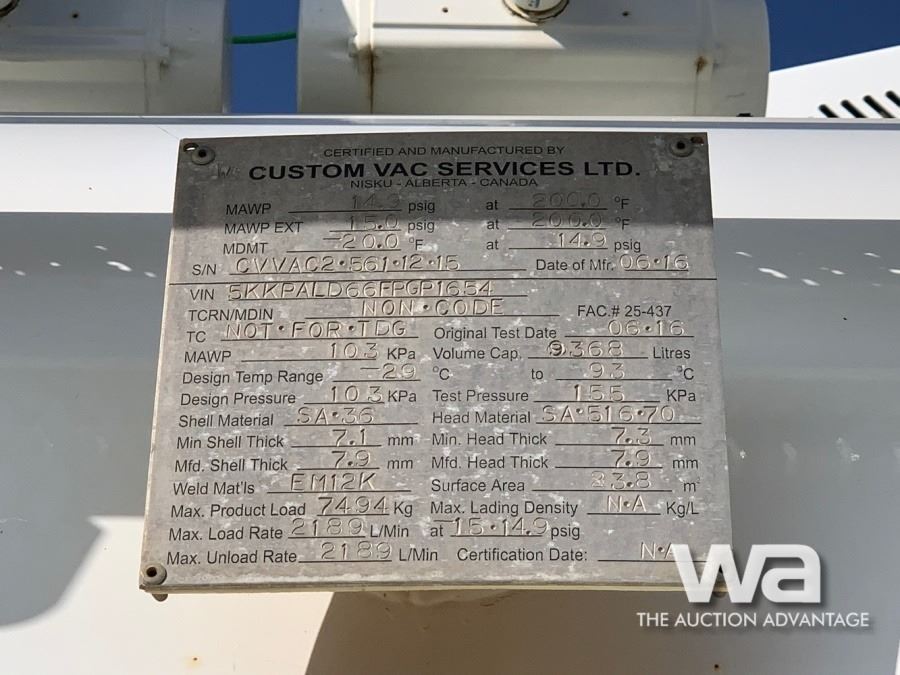 CERTIFIED AND MANUFACTURED BY
CUSTOM VAC SERVICES LTD.
NISKU - ALBERTA - CANADA
MAWP 14.9 psig at 200.0 °F
MAWP EXT 15.0 psig at 200.0 °F
MDMT -20.0 °F at 14.9 psig
S/N CVVAC2·561·12·15 Date of Mfr. 06·16
VIN 5KKPALD66FPGP1654
TCRN/MDIN NON·CODE FAC.# 25-437
TC NOT·FOR·TDG Original Test Date 06·16
MAWP 103 KPa Volume Cap. 9368 Litres
Design Temp Range -29 °C to 93 °C
Design Pressure 103 KPa Test Pressure 155 KPa
Shell Material SA·36 Head Material SA·516·70
Min Shell Thick 7.1 mm Min. Head Thick 7.3 mm
Mfd. Shell Thick 7.9 mm Mfd. Head Thick 7.9 mm
Weld Mat'ls EM12K Surface Area 33.8 m²
Max. Product Load 7494 Kg Max. Lading Density N·A Kg/L
Max. Load Rate 2189 L/Min at -15·14.9 psig
Max. Unload Rate 2189 L/Min Certification Date: N·A
wa
THE AUCTION ADVANTAGE